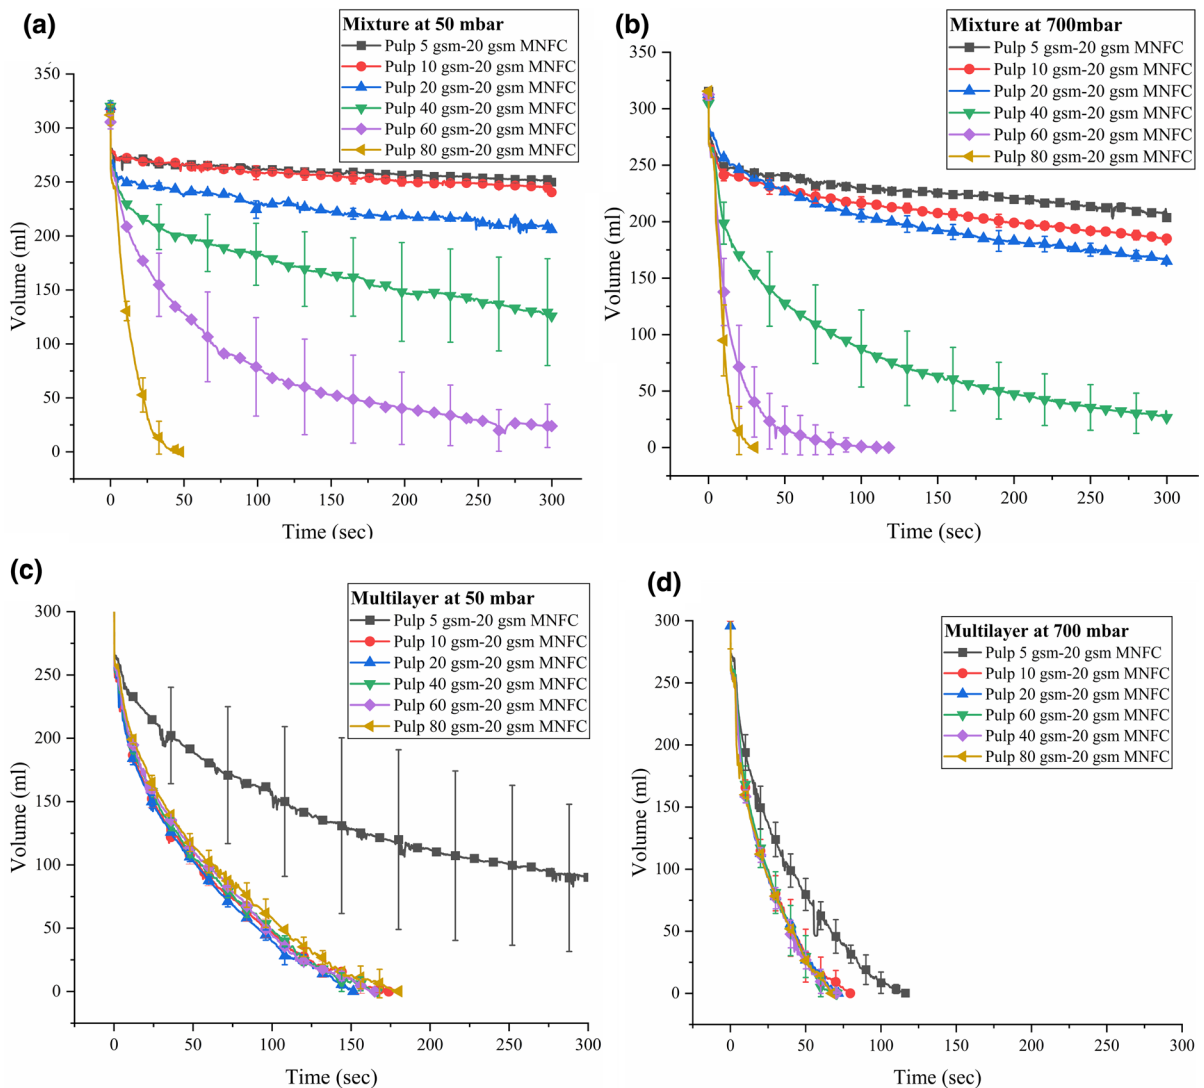 (a)
Mixture at 50 mbar
Pulp 5 gsm-20 gsm MNFC
Pulp 10 gsm-20 gsm MNFC
Pulp 20 gsm-20 gsm MNFC
Pulp 40 gsm-20 gsm MNFC
Pulp 60 gsm-20 gsm MNFC
Pulp 80 gsm-20 gsm MNFC
Volume (ml)
350
300
250
200
150
100
50
0
0 50 100 150 200 250 300
Time (sec)
(b)
Mixture at 700mbar
Pulp 5 gsm-20 gsm MNFC
Pulp 10 gsm-20 gsm MNFC
Pulp 20 gsm-20 gsm MNFC
Pulp 40 gsm-20 gsm MNFC
Pulp 60 gsm-20 gsm MNFC
Pulp 80 gsm-20 gsm MNFC
Volume (ml)
350
300
250
200
150
100
50
0
0 50 100 150 200 250 300
Time (sec)
(c)
Multilayer at 50 mbar
Pulp 5 gsm-20 gsm MNFC
Pulp 10 gsm-20 gsm MNFC
Pulp 20 gsm-20 gsm MNFC
Pulp 40 gsm-20 gsm MNFC
Pulp 60 gsm-20 gsm MNFC
Pulp 80 gsm-20 gsm MNFC
Volume (ml)
300
250
200
150
100
50
0
0 50 100 150 200 250 300
Time (sec)
(d)
Multilayer at 700 mbar
Pulp 5 gsm-20 gsm MNFC
Pulp 10 gsm-20 gsm MNFC
Pulp 20 gsm-20 gsm MNFC
Pulp 60 gsm-20 gsm MNFC
Pulp 40 gsm-20 gsm MNFC
Pulp 80 gsm-20 gsm MNFC
Volume (ml)
300
250
200
150
100
50
0
0 50 100 150 200 250 300
Time (sec)